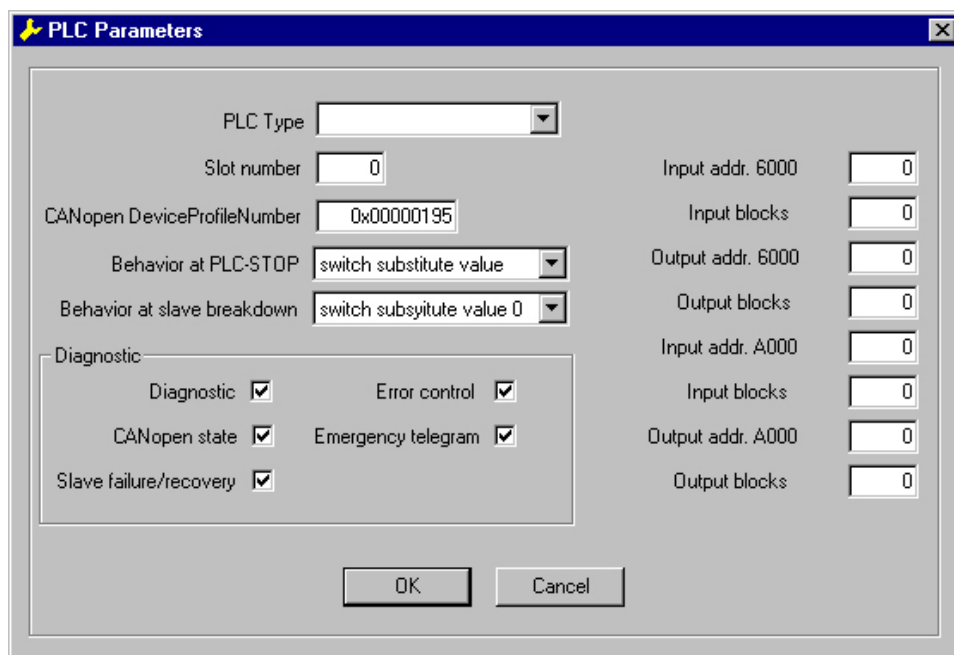 PLC Parameters
PLC Type
Slot number 0
CANopen DeviceProfileNumber 0x00000195
Behavior at PLC-STOP switch substitute value
Behavior at slave breakdown switch subsyitute value 0
Diagnostic
Diagnostic Error control
CANopen state Emergency telegram
Slave failure/recovery
Input addr. 6000 0
Input blocks 0
Output addr. 6000 0
Output blocks 0
Input addr. A000 0
Input blocks 0
Output addr. A000 0
Output blocks 0
OK Cancel